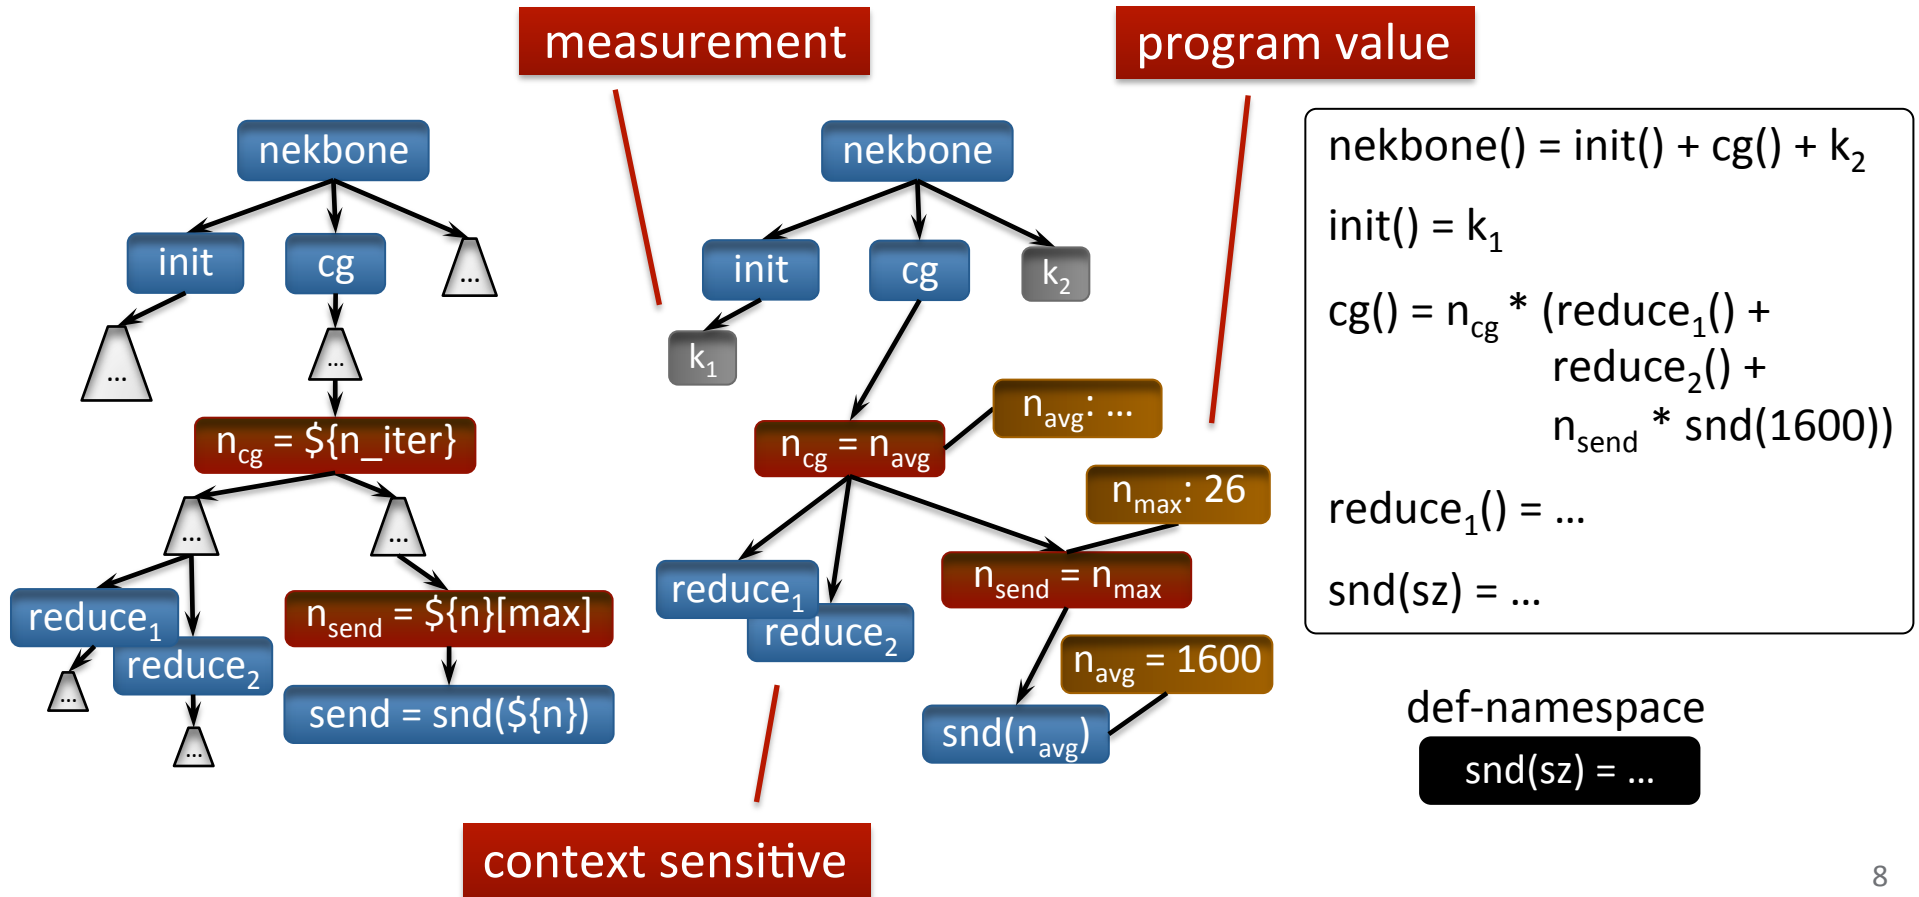 measurement
program value
nekbone
init
cg
...
...
...
n_cg = ${n_iter}
...
...
reduce_1
reduce_2
...
...
n_send = ${n}[max]
send = snd(${n})
nekbone
init
cg
k_2
k_1
n_avg: ...
n_cg = n_avg
n_max: 26
reduce_1
reduce_2
n_send = n_max
n_avg = 1600
snd(n_avg)
context sensitive
nekbone() = init() + cg() + k_2
init() = k_1
cg() = n_cg * (reduce_1() +
reduce_2() +
n_send * snd(1600))
reduce_1() = ...
snd(sz) = ...
def-namespace
snd(sz) = ...
8